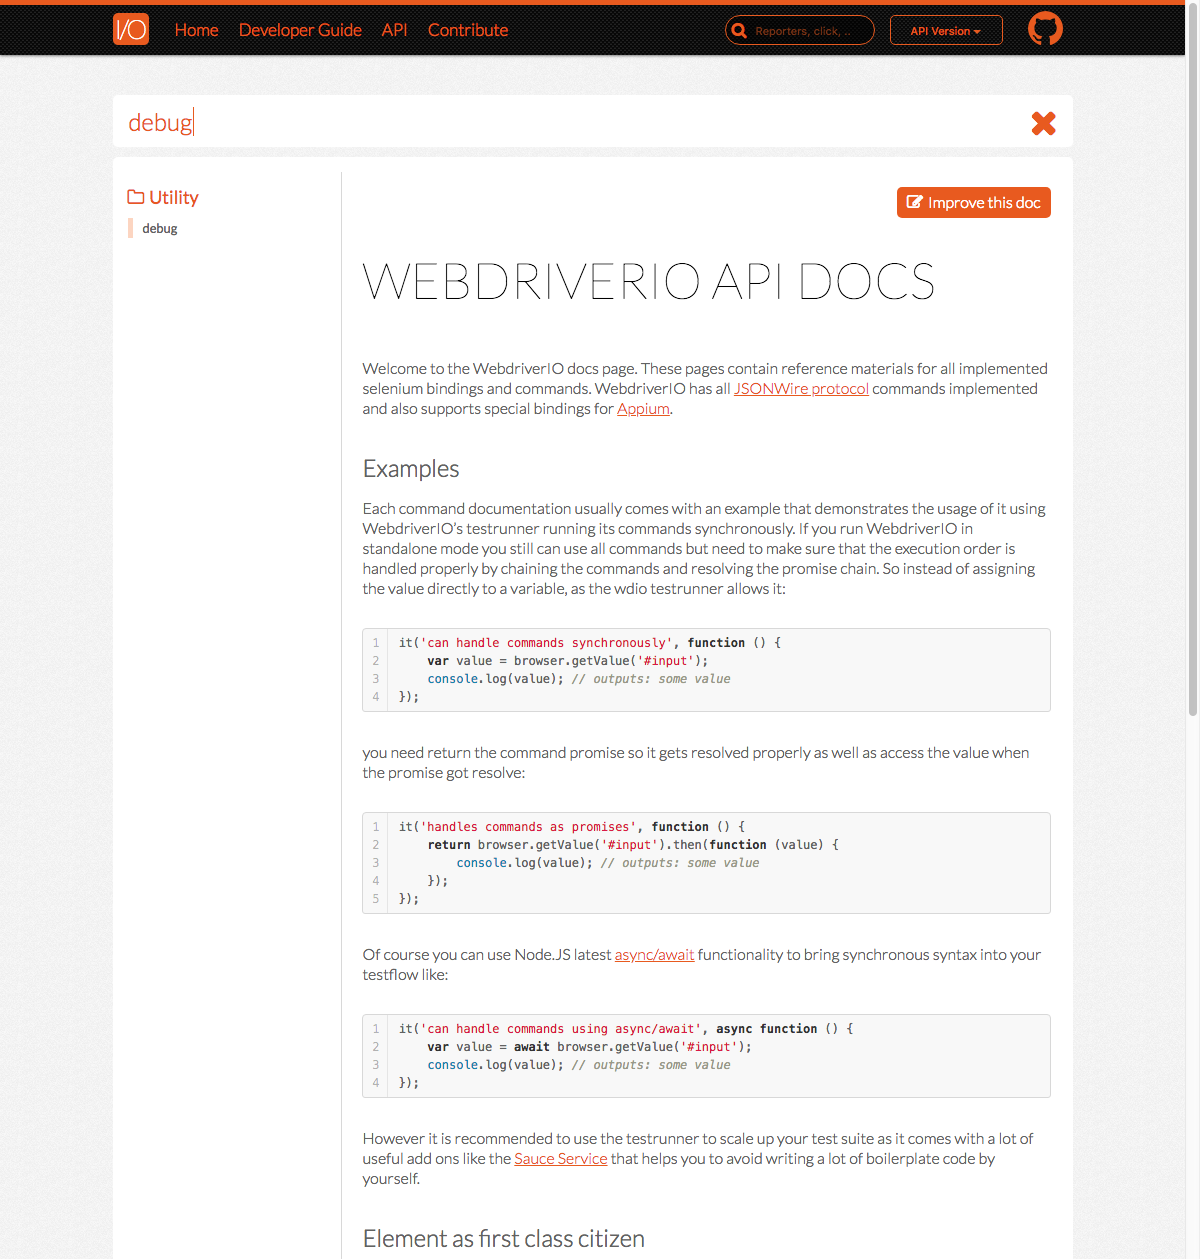 I/O Home Developer Guide API Contribute Reporters, click, .. API Version
debug
Utility
debug
Improve this doc
WEBDRIVERIO API DOCS
Welcome to the WebdriverIO docs page. These pages contain reference materials for all implemented
selenium bindings and commands. WebdriverIO has all JSONWire protocol commands implemented
and also supports special bindings for Appium.
Examples
Each command documentation usually comes with an example that demonstrates the usage of it using
WebdriverIO’s testrunner running its commands synchronously. If you run WebdriverIO in
standalone mode you still can use all commands but need to make sure that the execution order is
handled properly by chaining the commands and resolving the promise chain. So instead of assigning
the value directly to a variable, as the wdio testrunner allows it:
1 it('can handle commands synchronously', function () {
2     var value = browser.getValue('#input');
3     console.log(value); // outputs: some value
4 });
you need return the command promise so it gets resolved properly as well as access the value when
the promise got resolve:
1 it('handles commands as promises', function () {
2     return browser.getValue('#input').then(function (value) {
3         console.log(value); // outputs: some value
4     });
5 });
Of course you can use Node.JS latest async/await functionality to bring synchronous syntax into your
testflow like:
1 it('can handle commands using async/await', async function () {
2     var value = await browser.getValue('#input');
3     console.log(value); // outputs: some value
4 });
However it is recommended to use the testrunner to scale up your test suite as it comes with a lot of
useful add ons like the Sauce Service that helps you to avoid writing a lot of boilerplate code by
yourself.
Element as first class citizen